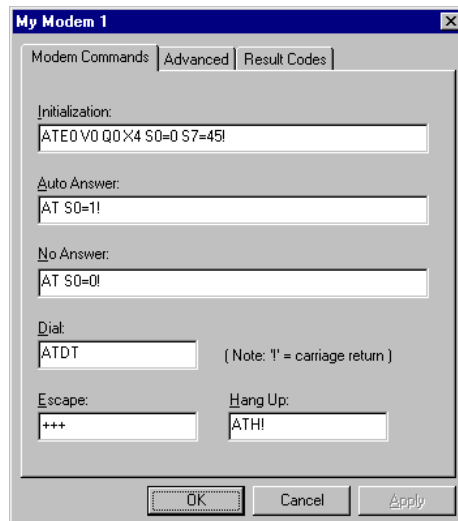 My Modem 1
Modem Commands Advanced Result Codes
Initialization:
ATE0 V0 Q0 X4 S0=0 S7=45!
Auto Answer:
AT S0=1!
No Answer:
AT S0=0!
Dial:
ATDT ( Note: '!' = carriage return )
Escape: Hang Up:
+++ ATH!
OK Cancel Apply